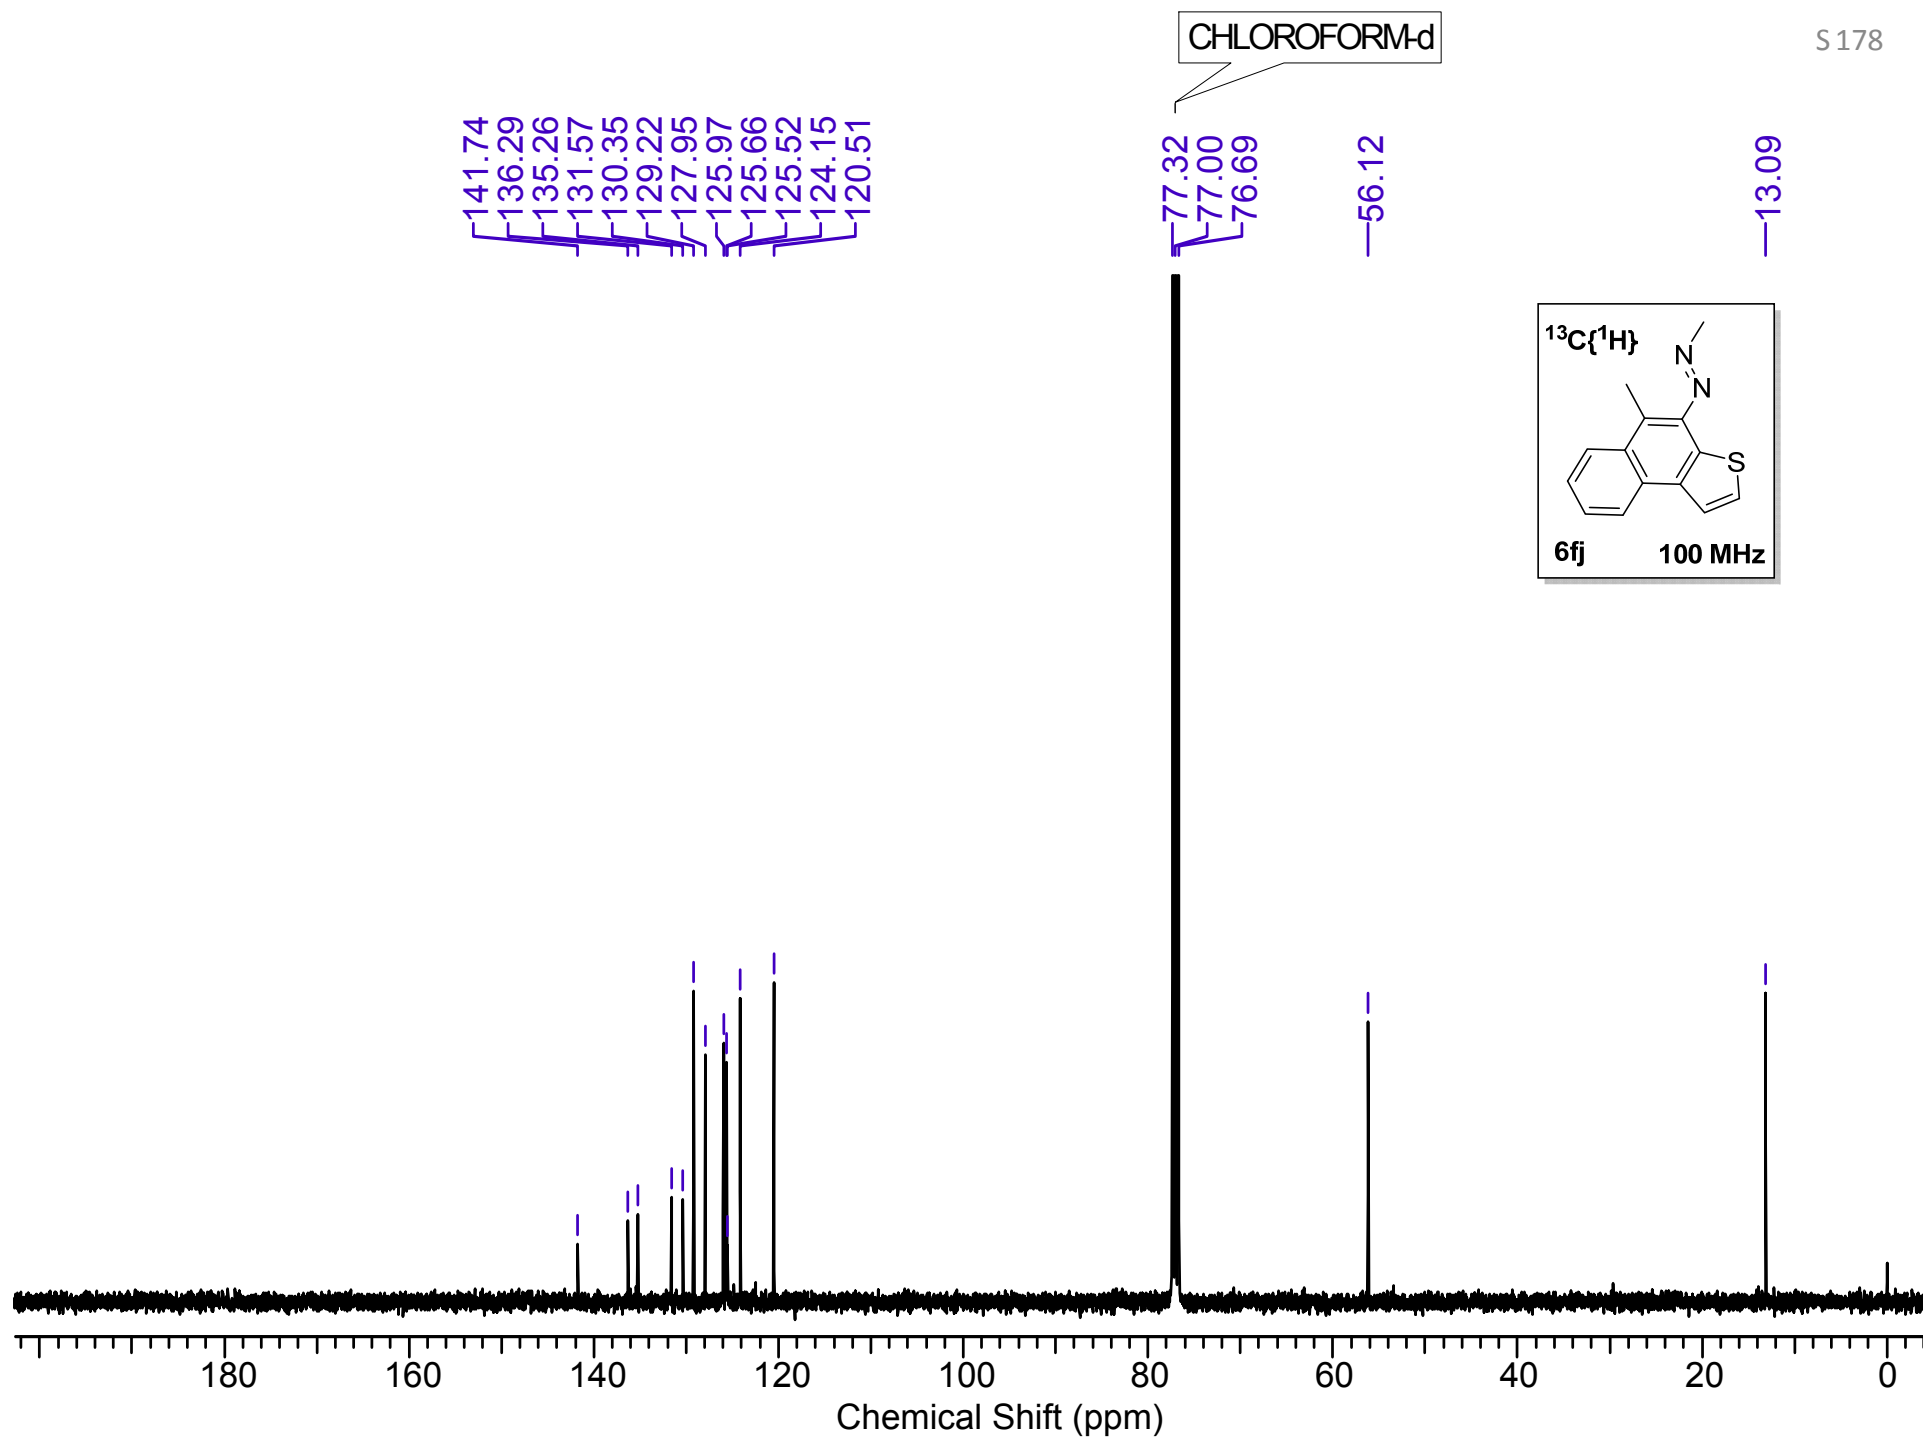 CHLOROFORM-d
S 178
141.74
136.29
135.26
131.57
130.35
129.22
127.95
125.97
125.66
125.52
124.15
120.51
77.32
77.00
76.69
56.12
13.09
¹³C{¹H}
N
N
S
6fj 100 MHz
180 160 140 120 100 80 60 40 20 0
Chemical Shift (ppm)